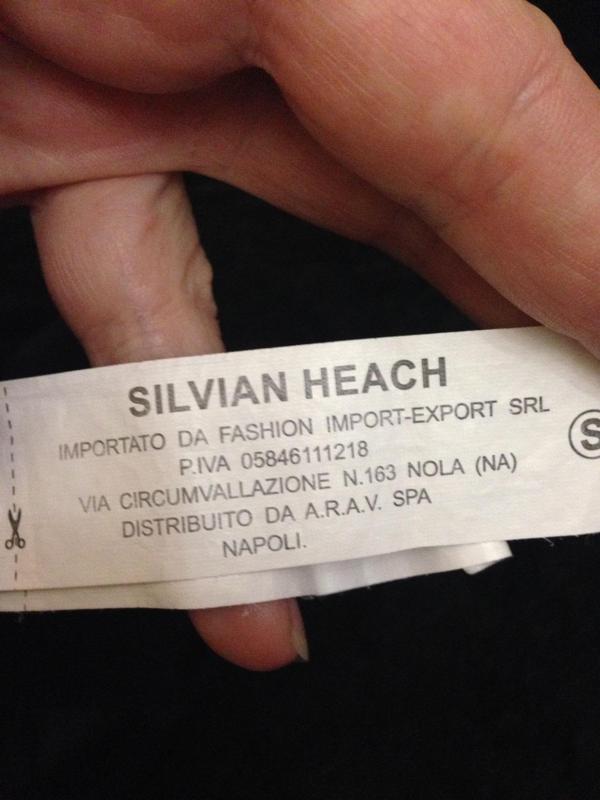 SILVIAN HEACH
IMPORTATO DA FASHION IMPORT-EXPORT SRL
P.IVA 05846111218
VIA CIRCUMVALLAZIONE N.163 NOLA (NA)
DISTRIBUITO DA A.R.A.V. SPA
NAPOLI.
S